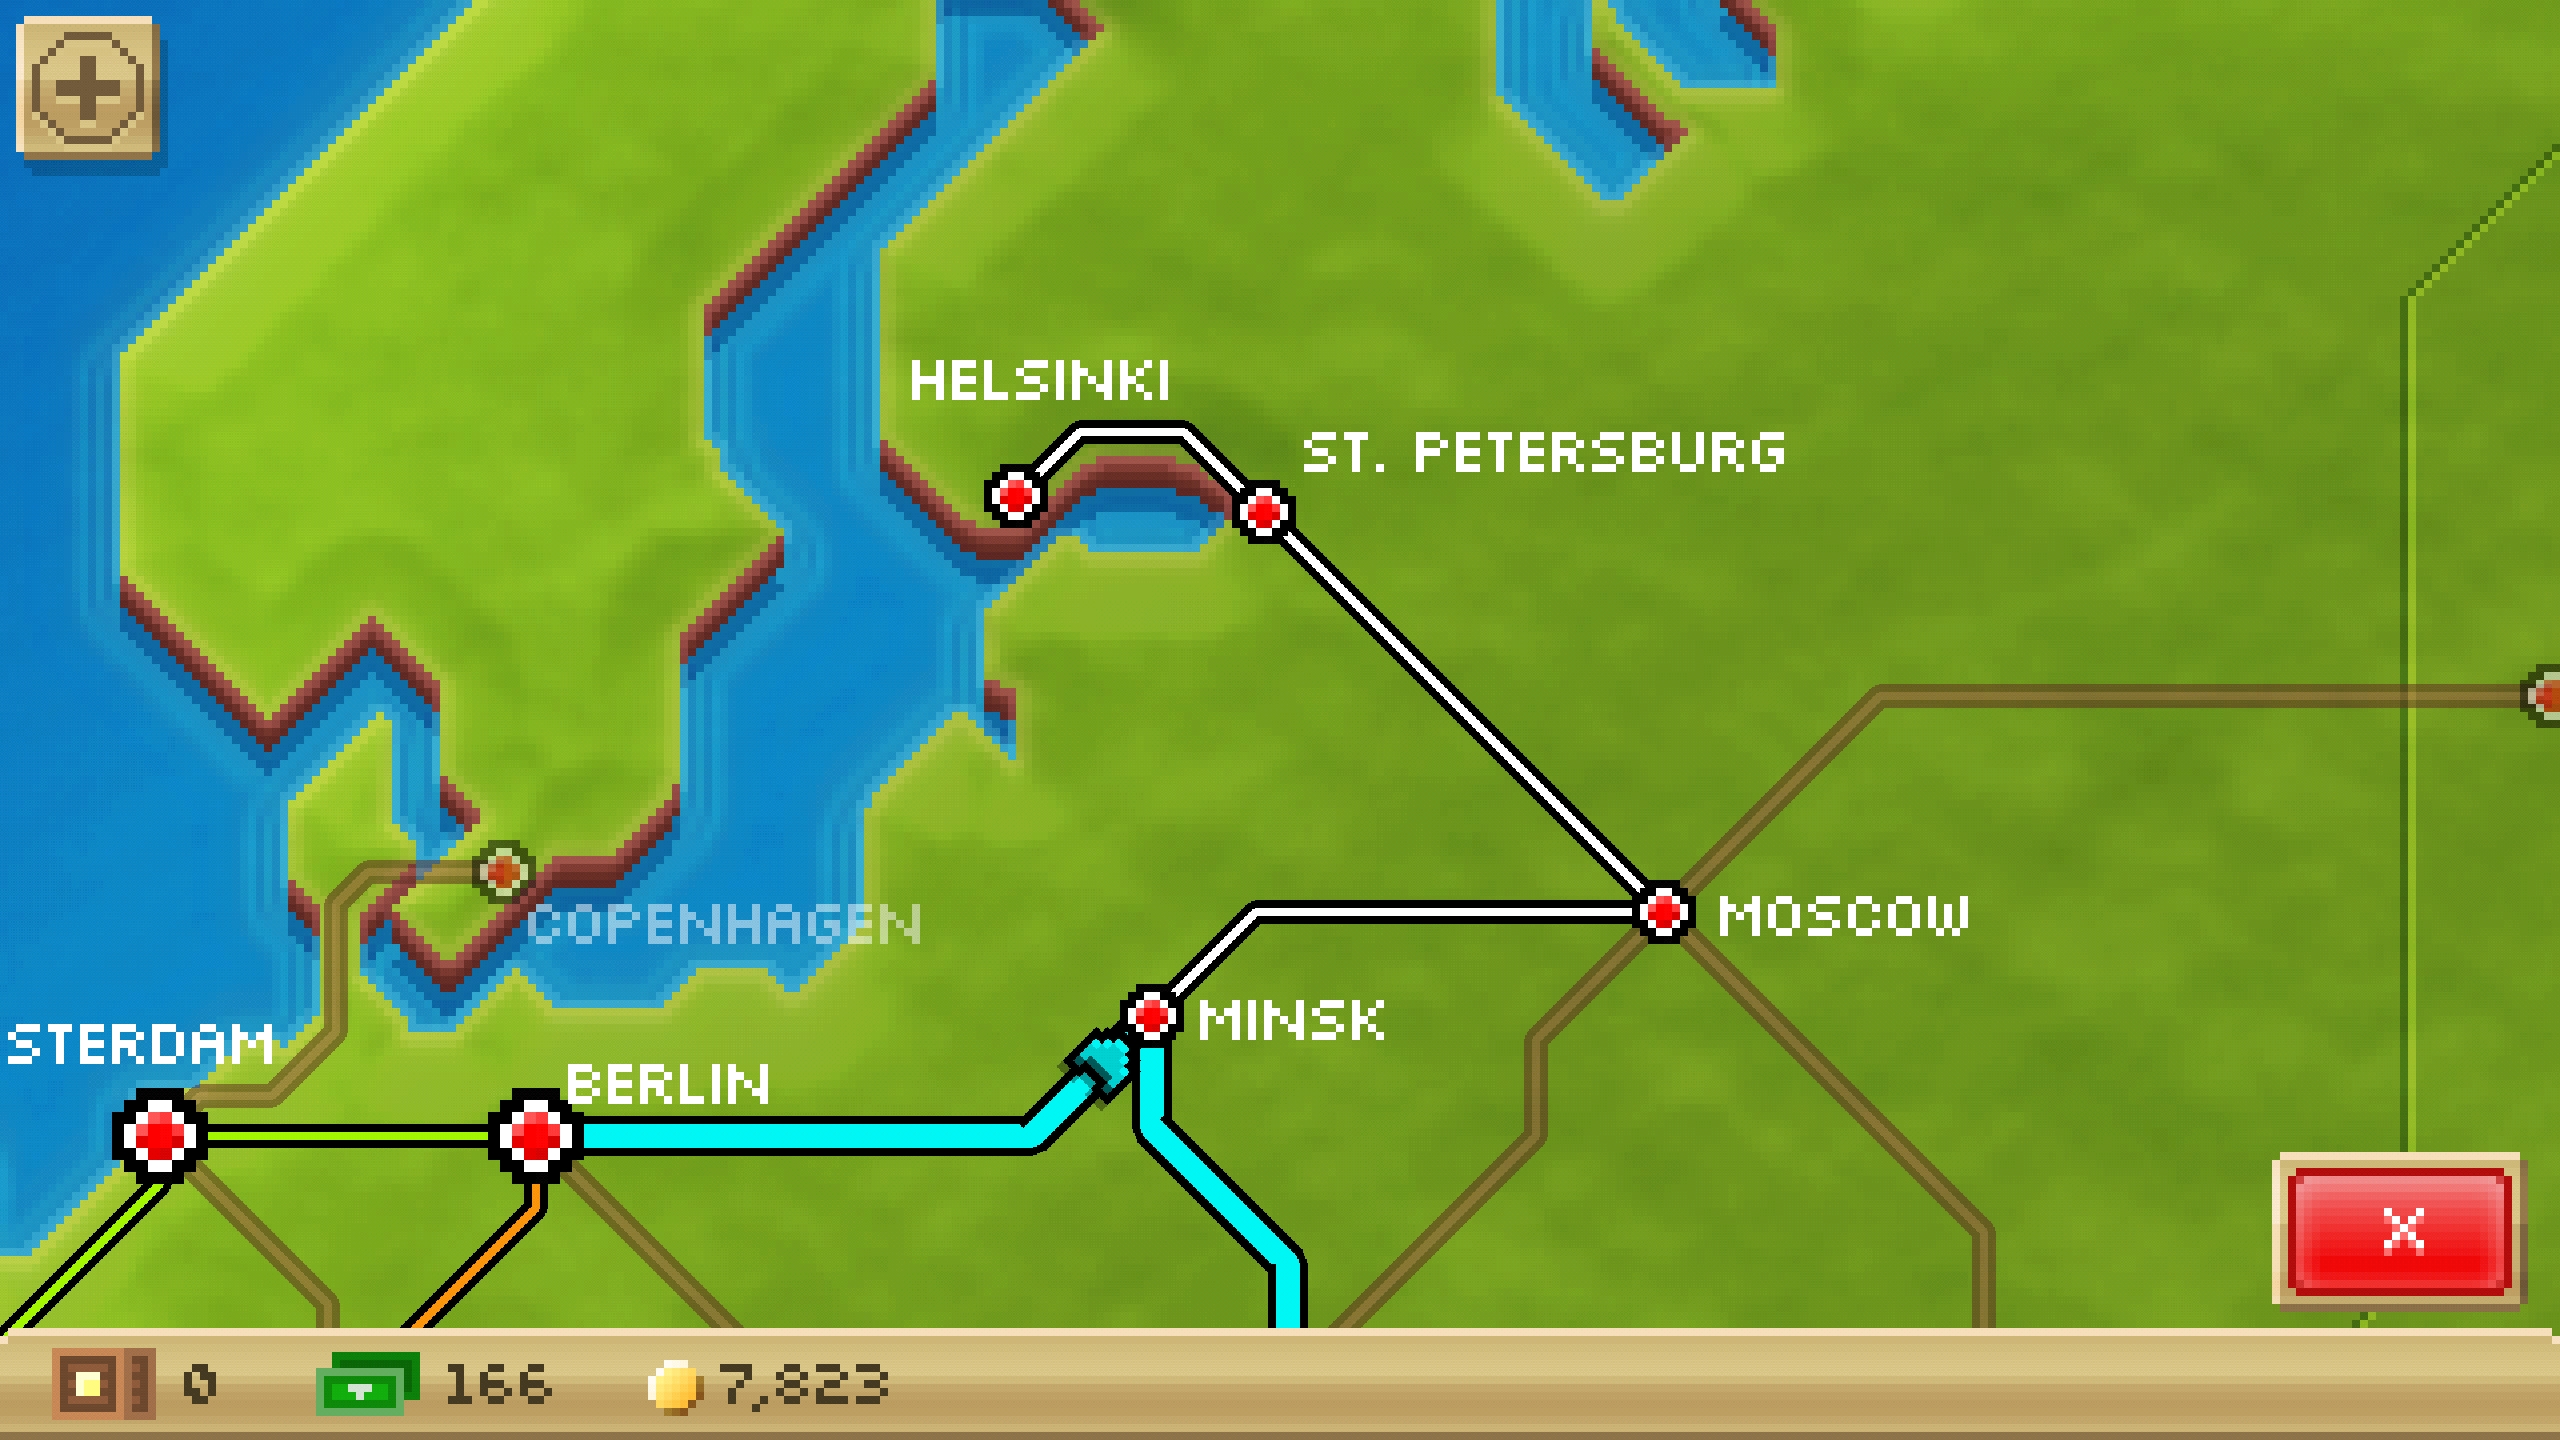 HELSINKI
ST. PETERSBURG
COPENHAGEN
MOSCOW
MINSK
STERDAM
BERLIN
X
0 166 7,823